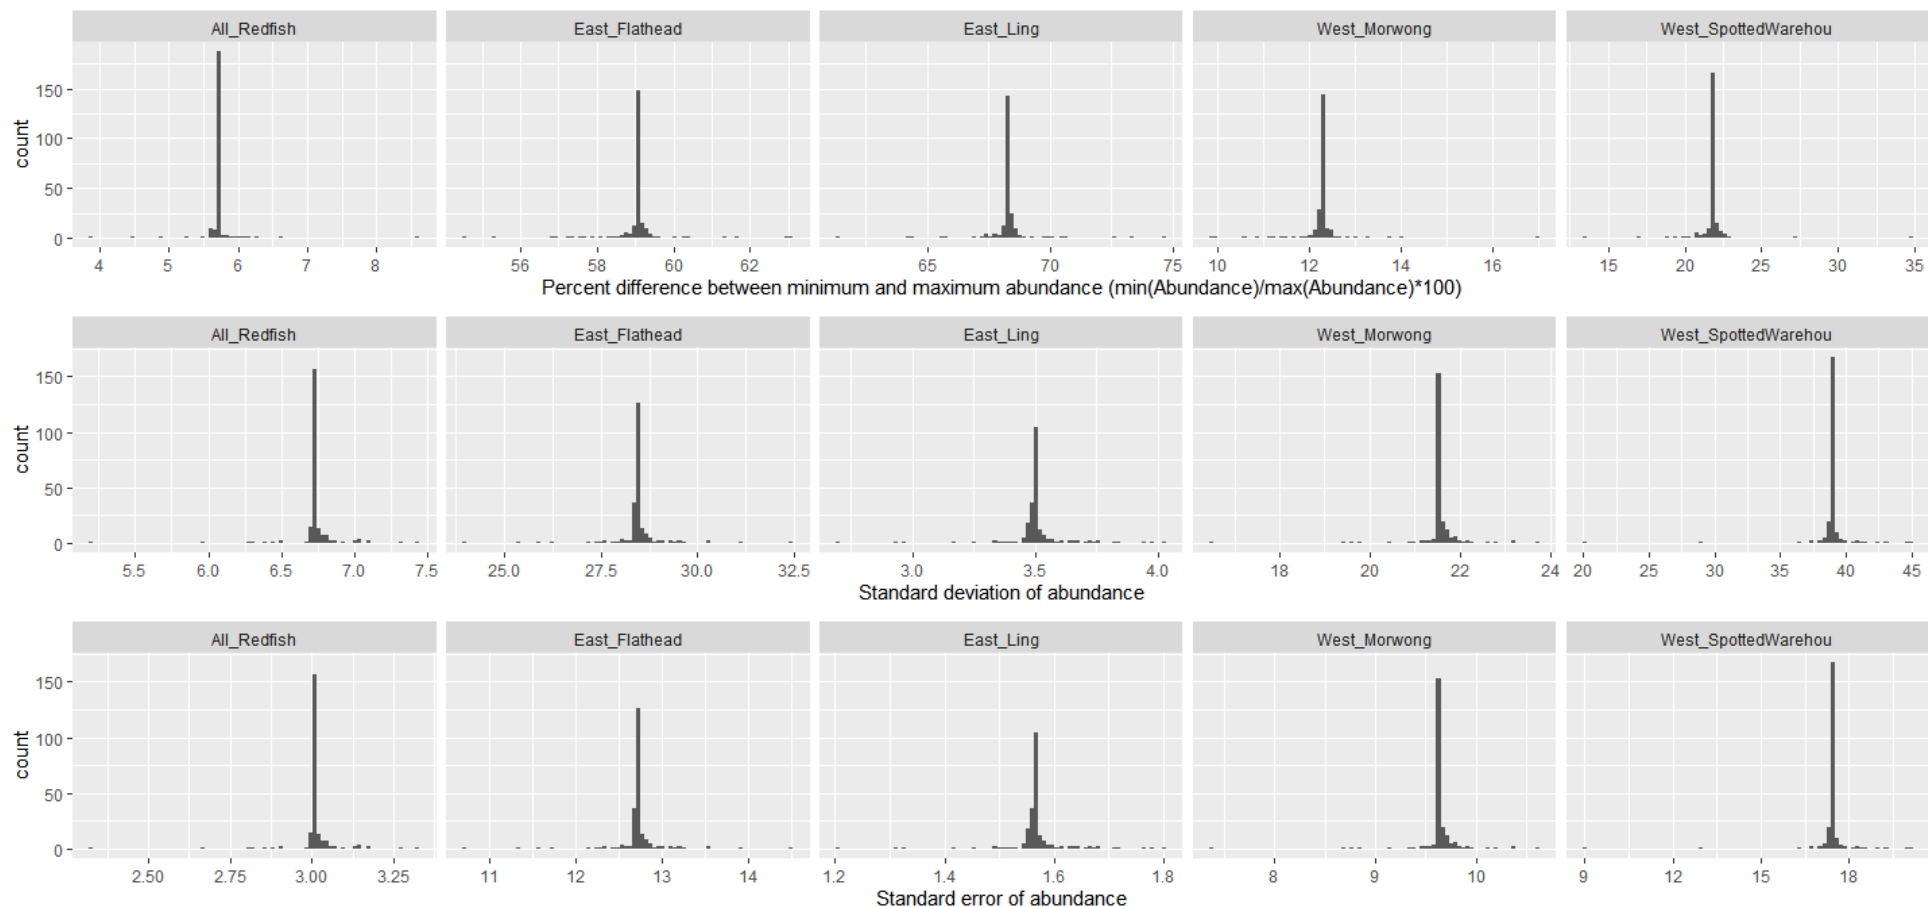 All_Redfish East_Flathead East_Ling West_Morwong West_SpottedWarehou
150
100
50
0
count
4 5 6 7 8 56 58 60 62 65 70 75 10 12 14 16 15 20 25 30 35
Percent difference between minimum and maximum abundance (min(Abundance)/max(Abundance)*100)
All_Redfish East_Flathead East_Ling West_Morwong West_SpottedWarehou
150
100
50
0
count
5.5 6.0 6.5 7.0 7.5 25.0 27.5 30.0 32.5 3.0 3.5 4.0 18 20 22 24 20 25 30 35 40 45
Standard deviation of abundance
All_Redfish East_Flathead East_Ling West_Morwong West_SpottedWarehou
150
100
50
0
count
2.50 2.75 3.00 3.25 11 12 13 14 1.2 1.4 1.6 1.8 8 9 10 9 12 15 18
Standard error of abundance